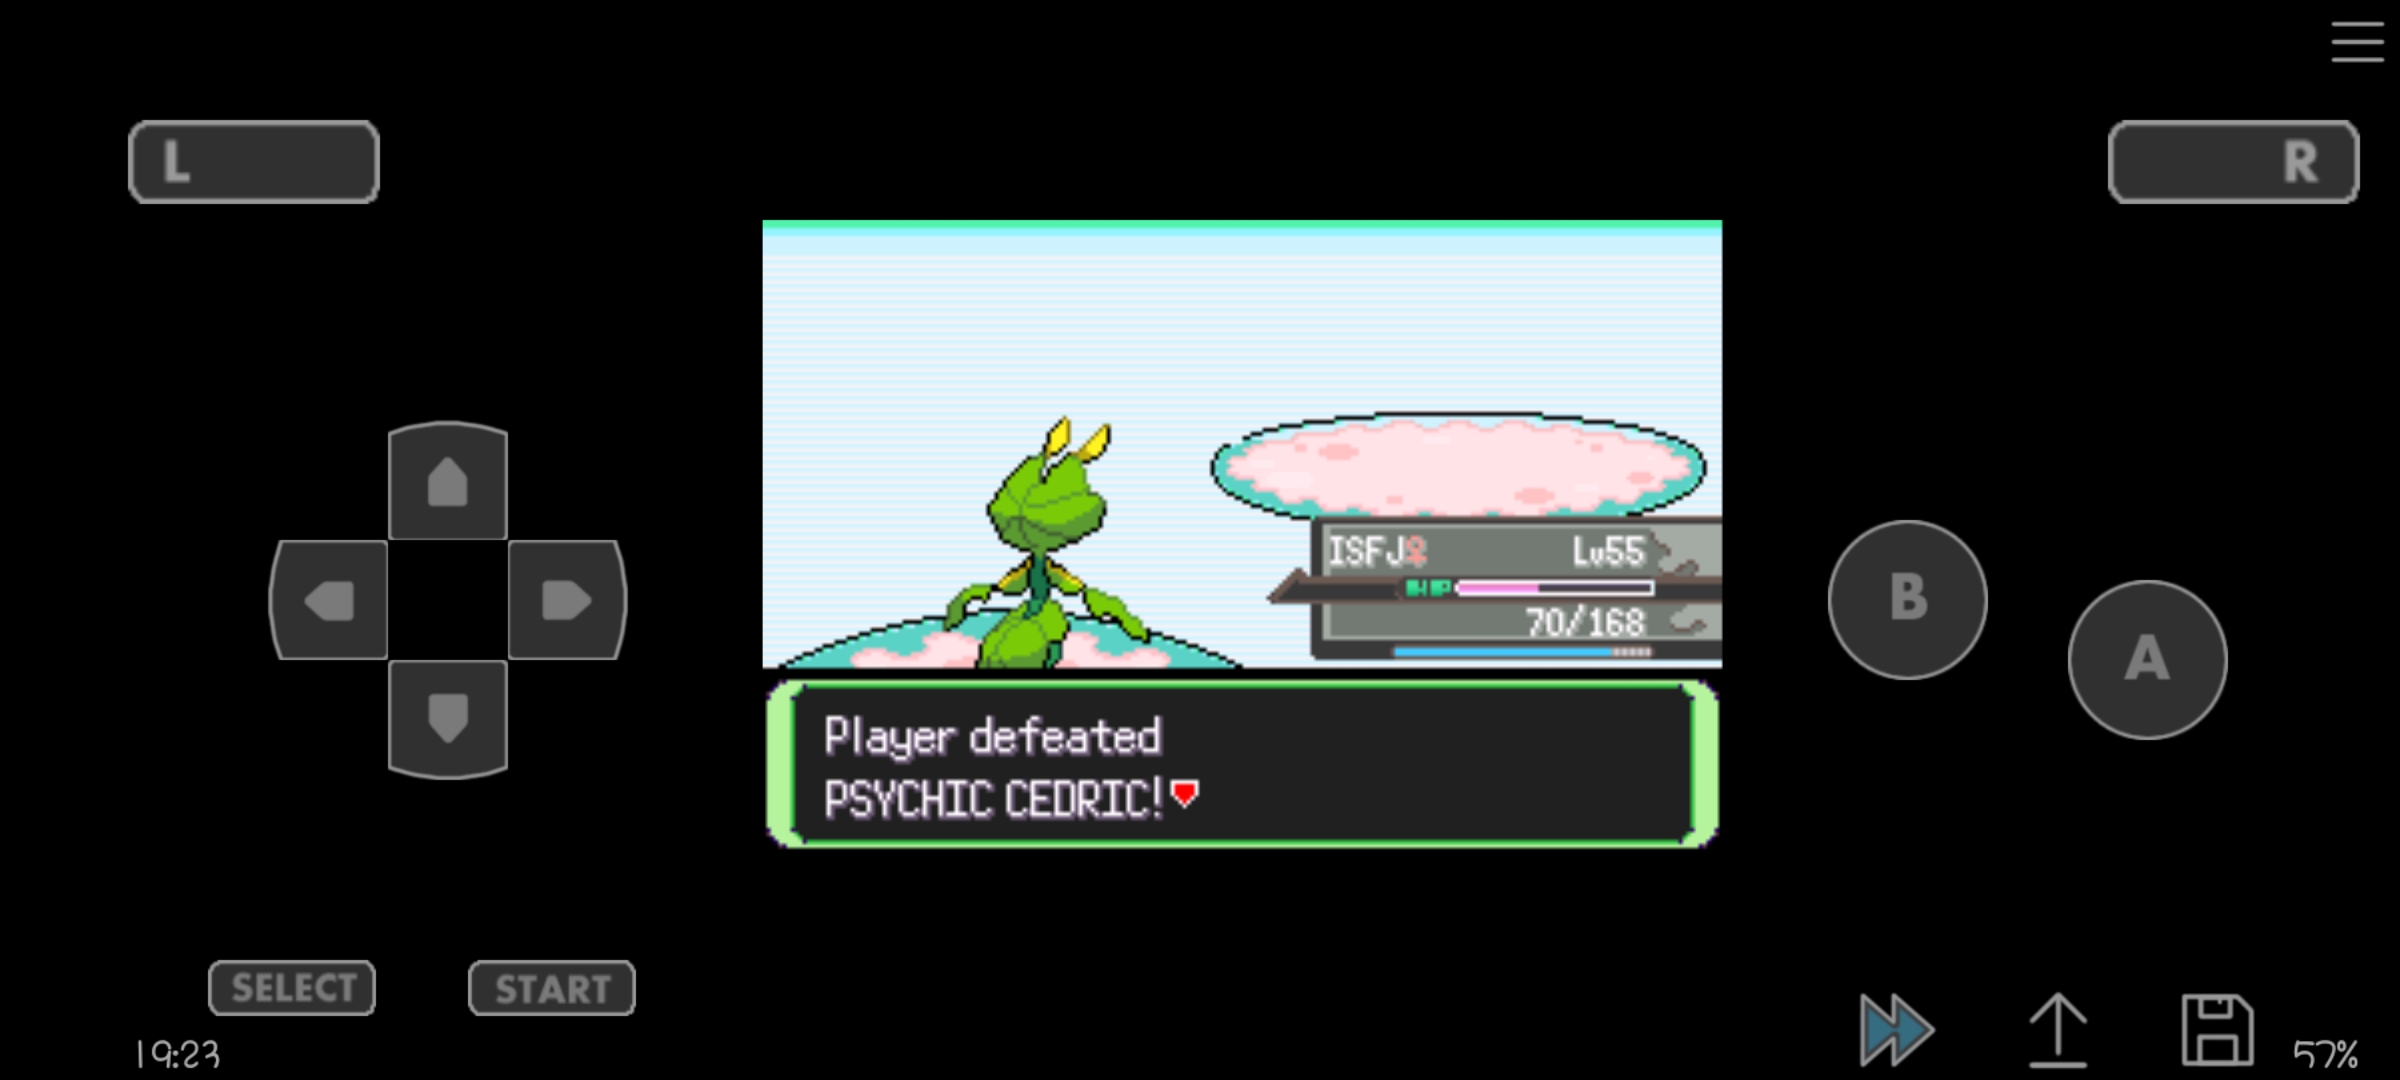 L
R
ISFJ♀ Lv55
HP
70/168
B
A
Player defeated
PSYCHIC CEDRIC!
SELECT
START
19:23
57%